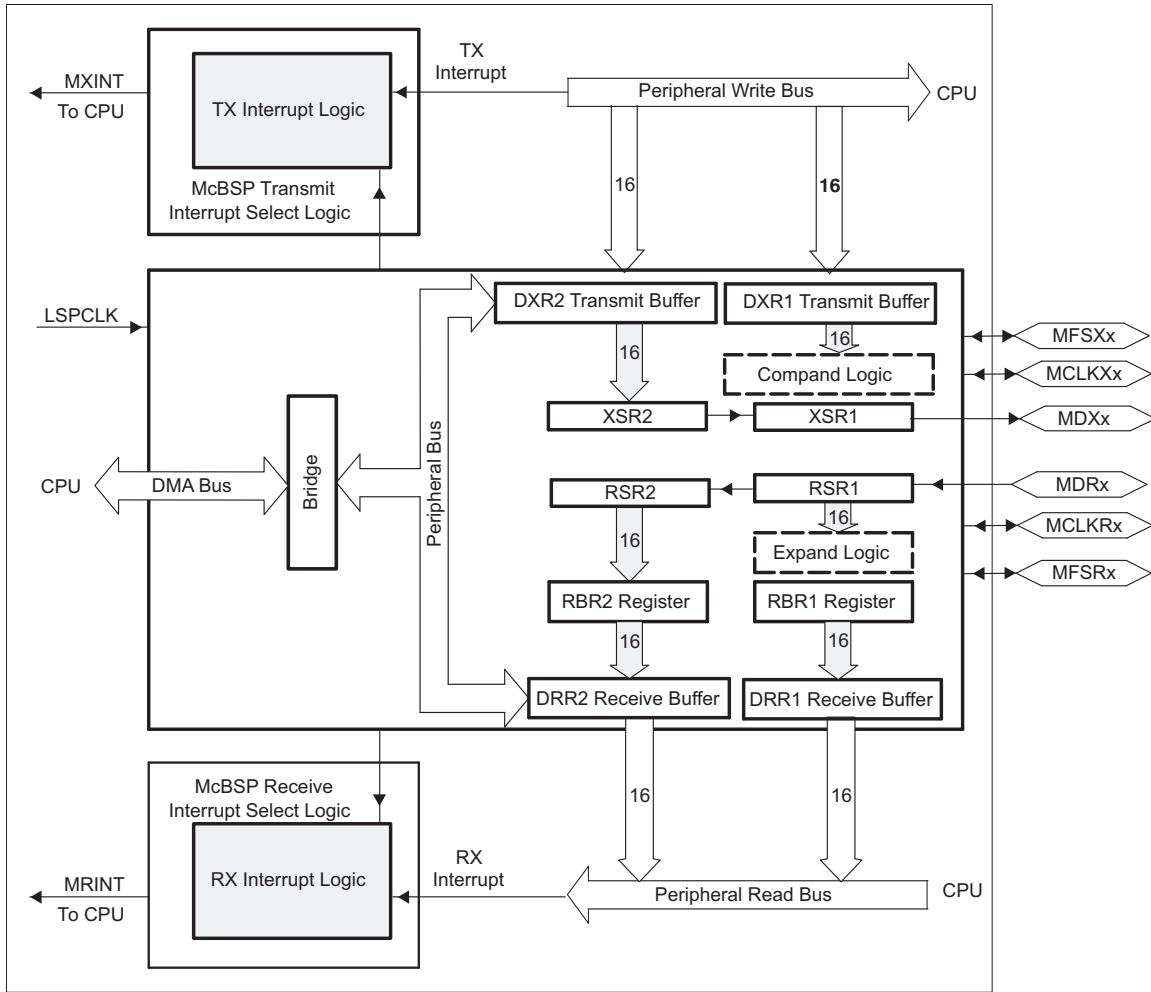 TX
Interrupt
MXINT
To CPU
TX Interrupt Logic
Peripheral Write Bus
CPU
McBSP Transmit
Interrupt Select Logic
16
16
LSPCLK
DXR2 Transmit Buffer
DXR1 Transmit Buffer
16
16
MFSXx
Compand Logic
MCLKXx
XSR2
XSR1
MDXx
CPU
DMA Bus
Bridge
Peripheral Bus
RSR2
RSR1
MDRx
16
16
MCLKRx
Expand Logic
MFSRx
RBR2 Register
RBR1 Register
16
16
DRR2 Receive Buffer
DRR1 Receive Buffer
McBSP Receive
Interrupt Select Logic
16
16
RX
Interrupt
MRINT
To CPU
RX Interrupt Logic
Peripheral Read Bus
CPU